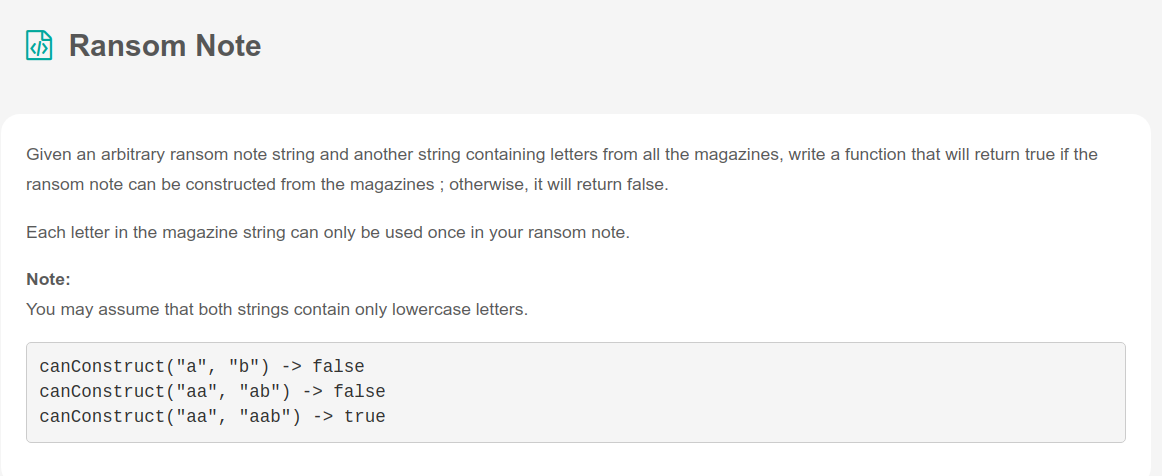 Ransom Note
Given an arbitrary ransom note string and another string containing letters from all the magazines, write a function that will return true if the
ransom note can be constructed from the magazines ; otherwise, it will return false.
Each letter in the magazine string can only be used once in your ransom note.
Note:
You may assume that both strings contain only lowercase letters.
canConstruct("a", "b") -> false
canConstruct("aa", "ab") -> false
canConstruct("aa", "aab") -> true